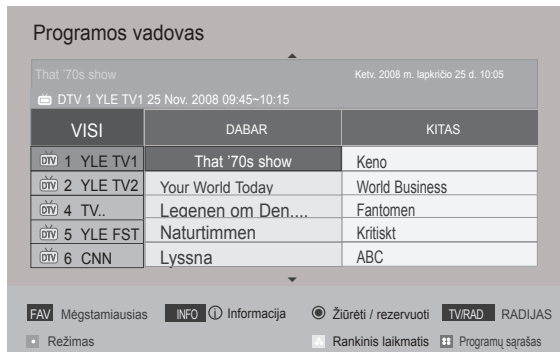 Programos vadovas
That '70s show Ketv. 2008 m. lapkričio 25 d. 10:05
DTV 1 YLE TV1 25 Nov. 2008 09:45~10:15
VISI DABAR KITAS
DTV 1 YLE TV1 That '70s show Keno
DTV 2 YLE TV2 Your World Today World Business
DTV 4 TV.. Legenen om Den.... Fantomen
DTV 5 YLE FST Naturtimmen Kritiskt
DTV 6 CNN Lyssna ABC
FAV Mėgstamiausias INFO i Informacija Žiūrėti / rezervuoti TV/RAD RADIJAS
Režimas Rankinis laikmatis Programų sąrašas